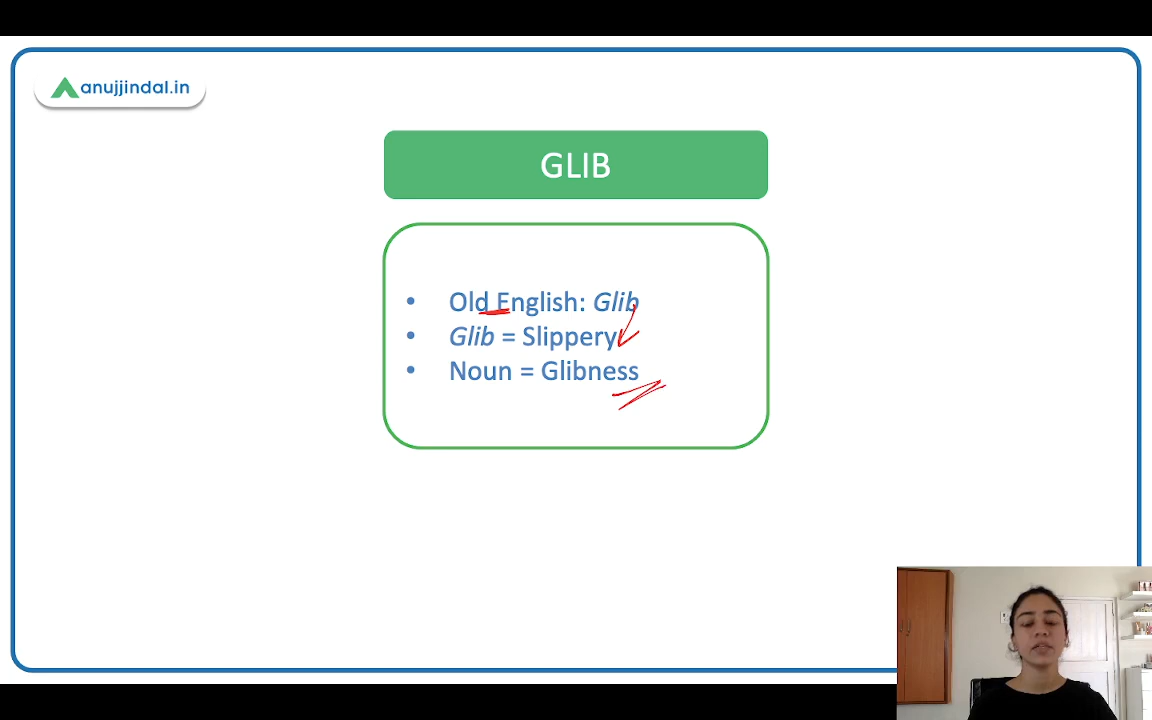 anujjindal.in
GLIB
• Old English: Glib
• Glib = Slippery
• Noun = Glibness